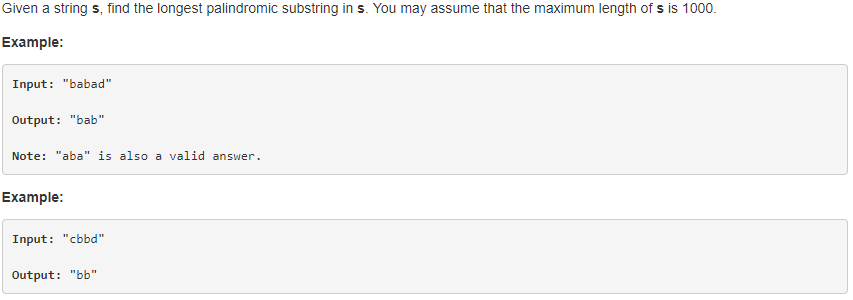 Given a string s, find the longest palindromic substring in s. You may assume that the maximum length of s is 1000.
Example:
Input: "babad"
Output: "bab"
Note: "aba" is also a valid answer.
Example:
Input: "cbbd"
Output: "bb"